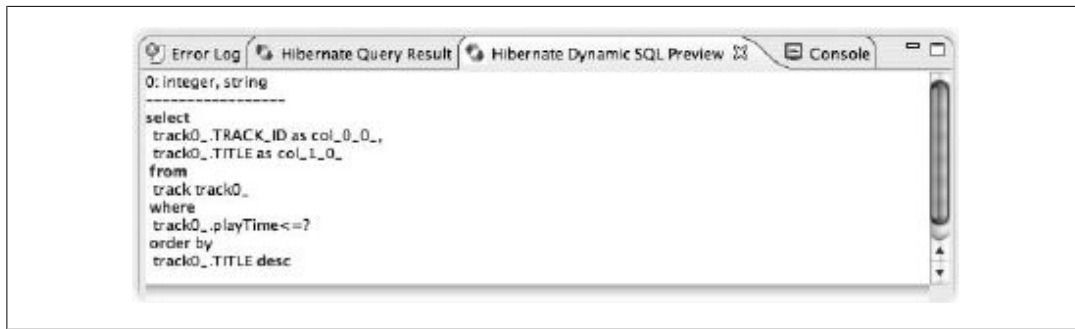 Error Log Hibernate Query Result Hibernate Dynamic SQL Preview Console
0: integer, string
-----------------
select
track0_.TRACK_ID as col_0_0_,
track0_.TITLE as col_1_0_
from
track track0_
where
track0_.playTime<=?
order by
track0_.TITLE desc